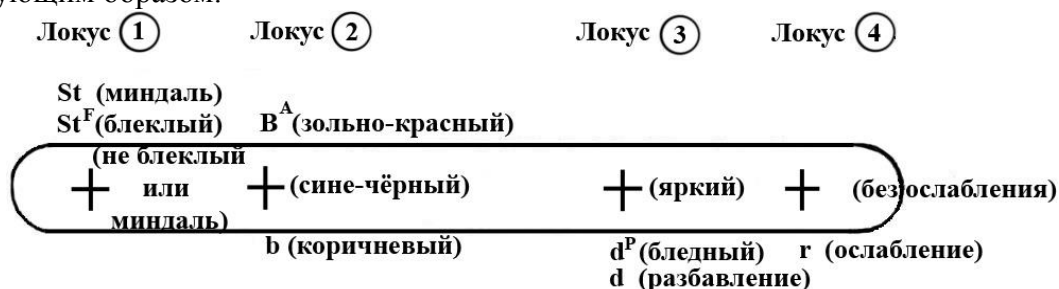 Локус 1 Локус 2 Локус 3 Локус 4
St (миндаль)
St^F (блеклый) B^A (зольно-красный)
(не блеклый
+ или + (сине-чёрный) + (яркий) + (без ослабления)
миндаль)
b (коричневый) d^P (бледный) r (ослабление)
d (разбавление)